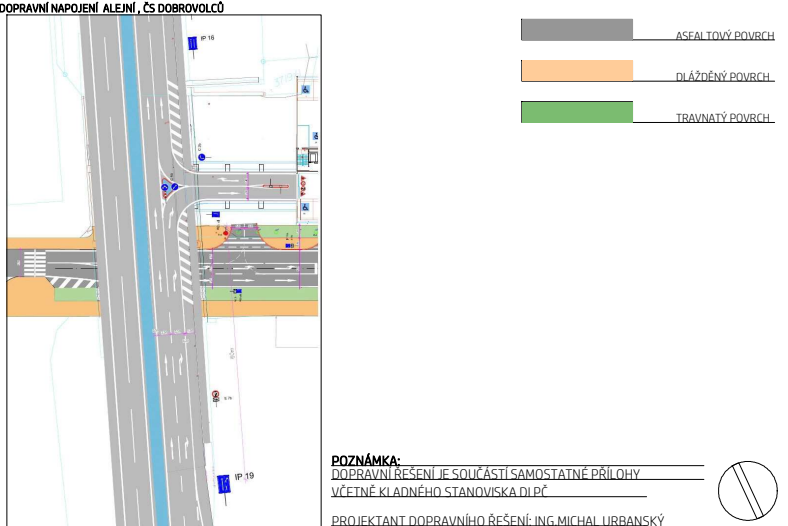 DOPRAVNÍ NAPOJENÍ ALEJNÍ , ČS DOBROVOLCŮ
IP 16
ASFALTOVÝ POVRCH
DLÁŽDĚNÝ POVRCH
TRAVNATÝ POVRCH
IP 19
POZNÁMKA:
DOPRAVNÍ ŘEŠENÍ JE SOUČÁSTÍ SAMOSTATNÉ PŘÍLOHY
VČETNĚ KLADNÉHO STANOVISKA DI PČ
PROJEKTANT DOPRAVNÍHO ŘEŠENÍ: ING.MICHAL URBANSKÝ